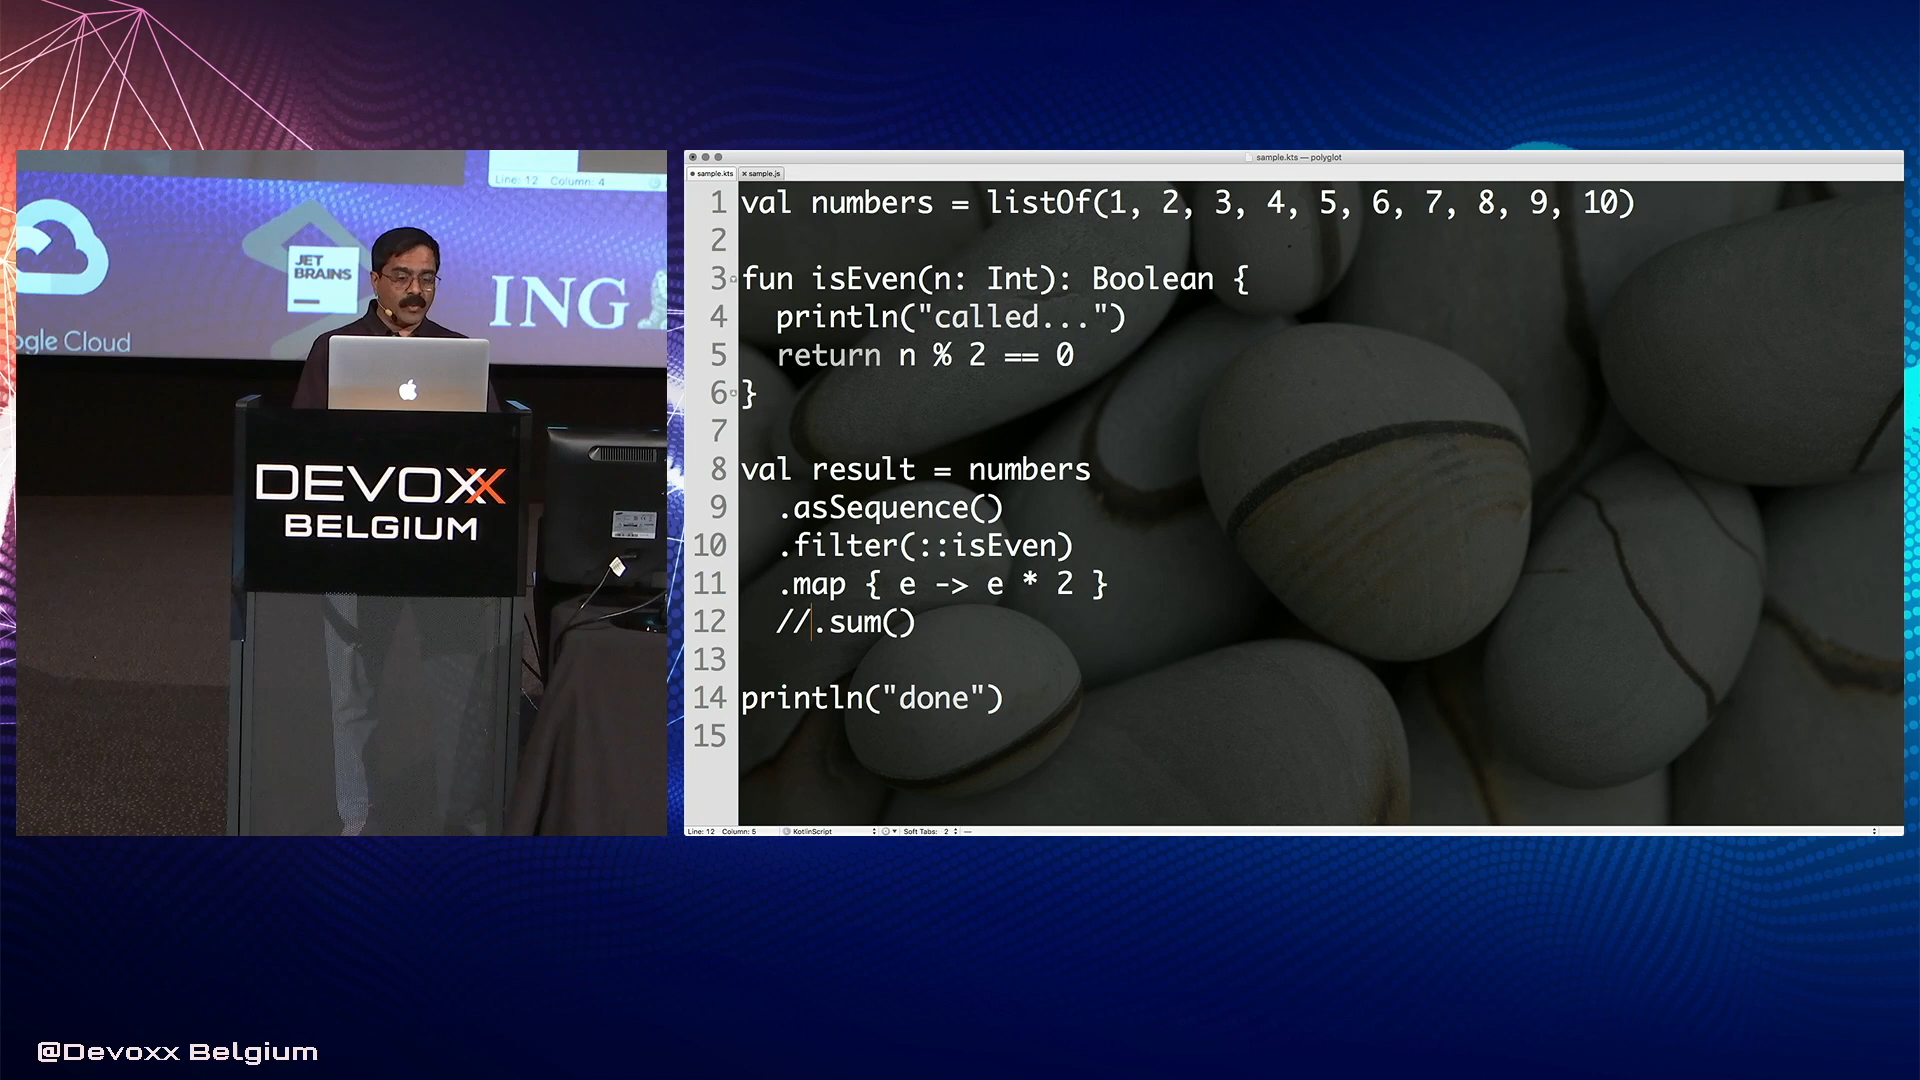 Line: 12 Column: 4
JET
BRAINS
ING
ogle Cloud
DEVOXX
BELGIUM
sample.kts — polyglot
sample.kts
sample.js
1 val numbers = listOf(1, 2, 3, 4, 5, 6, 7, 8, 9, 10)
2
3 fun isEven(n: Int): Boolean {
4 println("called...")
5 return n % 2 == 0
6 }
7
8 val result = numbers
9 .asSequence()
10 .filter(::isEven)
11 .map { e -> e * 2 }
12 //.sum()
13
14 println("done")
15
Line: 12 Column: 5 KotlinScript Soft Tabs: 2
@Devoxx Belgium